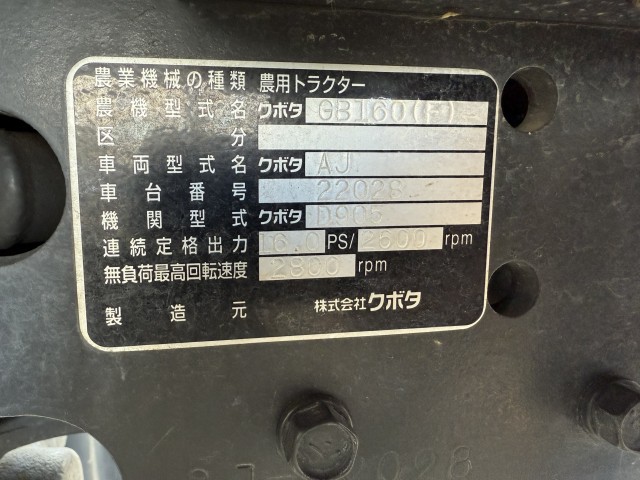 農業機械の種類 農用トラクター
農機型式名 クボタ GB160(F)
区分
車両型式名 クボタ AJ
車台番号 22028
機関型式 クボタ D905
連続定格出力 16.0 PS/2500 rpm
無負荷最高回転速度 2800 rpm
製造元 株式会社クボタ